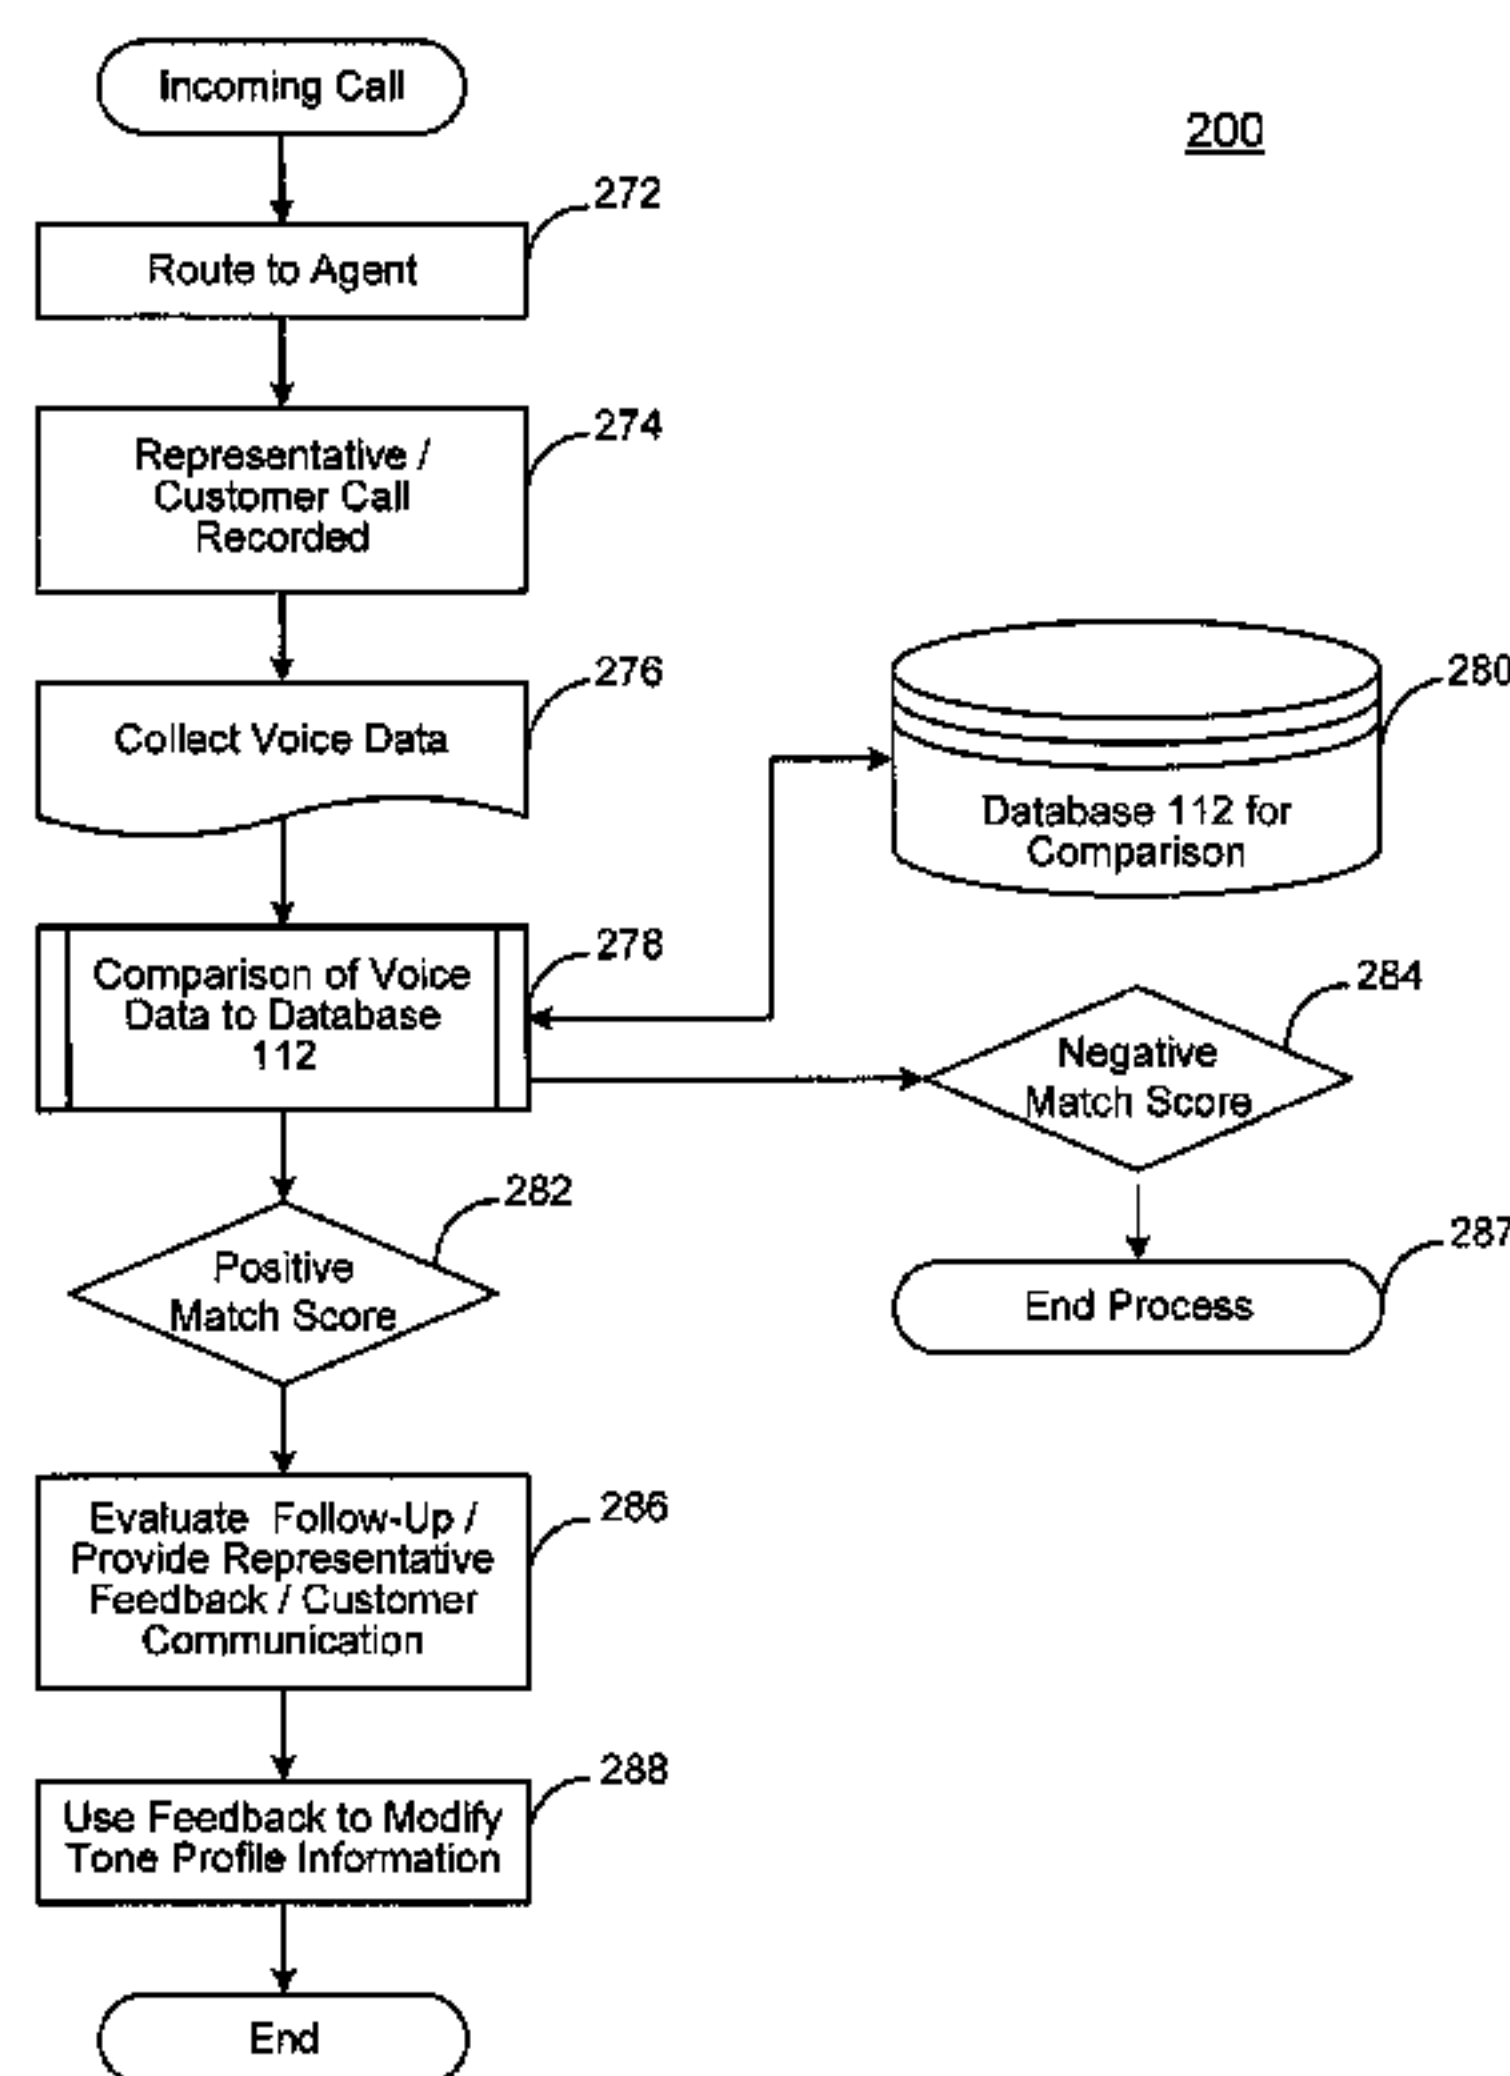 Incoming Call
200
272
Route to Agent
274
Representative /
Customer Call
Recorded
276
Collect Voice Data
280
Database 112 for
Comparison
278
Comparison of Voice
Data to Database
112
284
Negative
Match Score
282
Positive
Match Score
287
End Process
286
Evaluate Follow-Up /
Provide Representative
Feedback / Customer
Communication
288
Use Feedback to Modify
Tone Profile Information
End